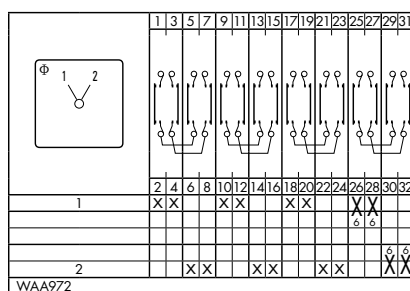 1 3 5 7 9 11 13 15 17 19 21 23 25 27 29 31
Φ
1 2
2 4 6 8 10 12 14 16 18 20 22 24 26 28 30 32
1 X X X X X X X X
6 6
6 6
2 X X X X X X X X
WAA972